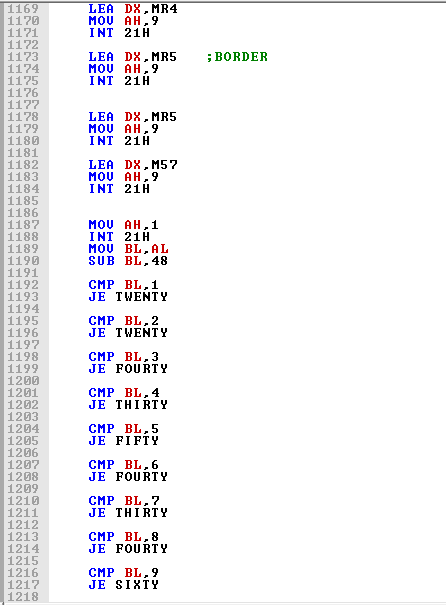 1169 LEA DX,MR4
1170 MOV AH,9
1171 INT 21H
1172
1173 LEA DX,MR5 ;BORDER
1174 MOV AH,9
1175 INT 21H
1176
1177
1178 LEA DX,MR5
1179 MOV AH,9
1180 INT 21H
1181
1182 LEA DX,M57
1183 MOV AH,9
1184 INT 21H
1185
1186
1187 MOV AH,1
1188 INT 21H
1189 MOV BL,AL
1190 SUB BL,48
1191
1192 CMP BL,1
1193 JE TWENTY
1194
1195 CMP BL,2
1196 JE TWENTY
1197
1198 CMP BL,3
1199 JE FOURTY
1200
1201 CMP BL,4
1202 JE THIRTY
1203
1204 CMP BL,5
1205 JE FIFTY
1206
1207 CMP BL,6
1208 JE FOURTY
1209
1210 CMP BL,7
1211 JE THIRTY
1212
1213 CMP BL,8
1214 JE FOURTY
1215
1216 CMP BL,9
1217 JE SIXTY
1218